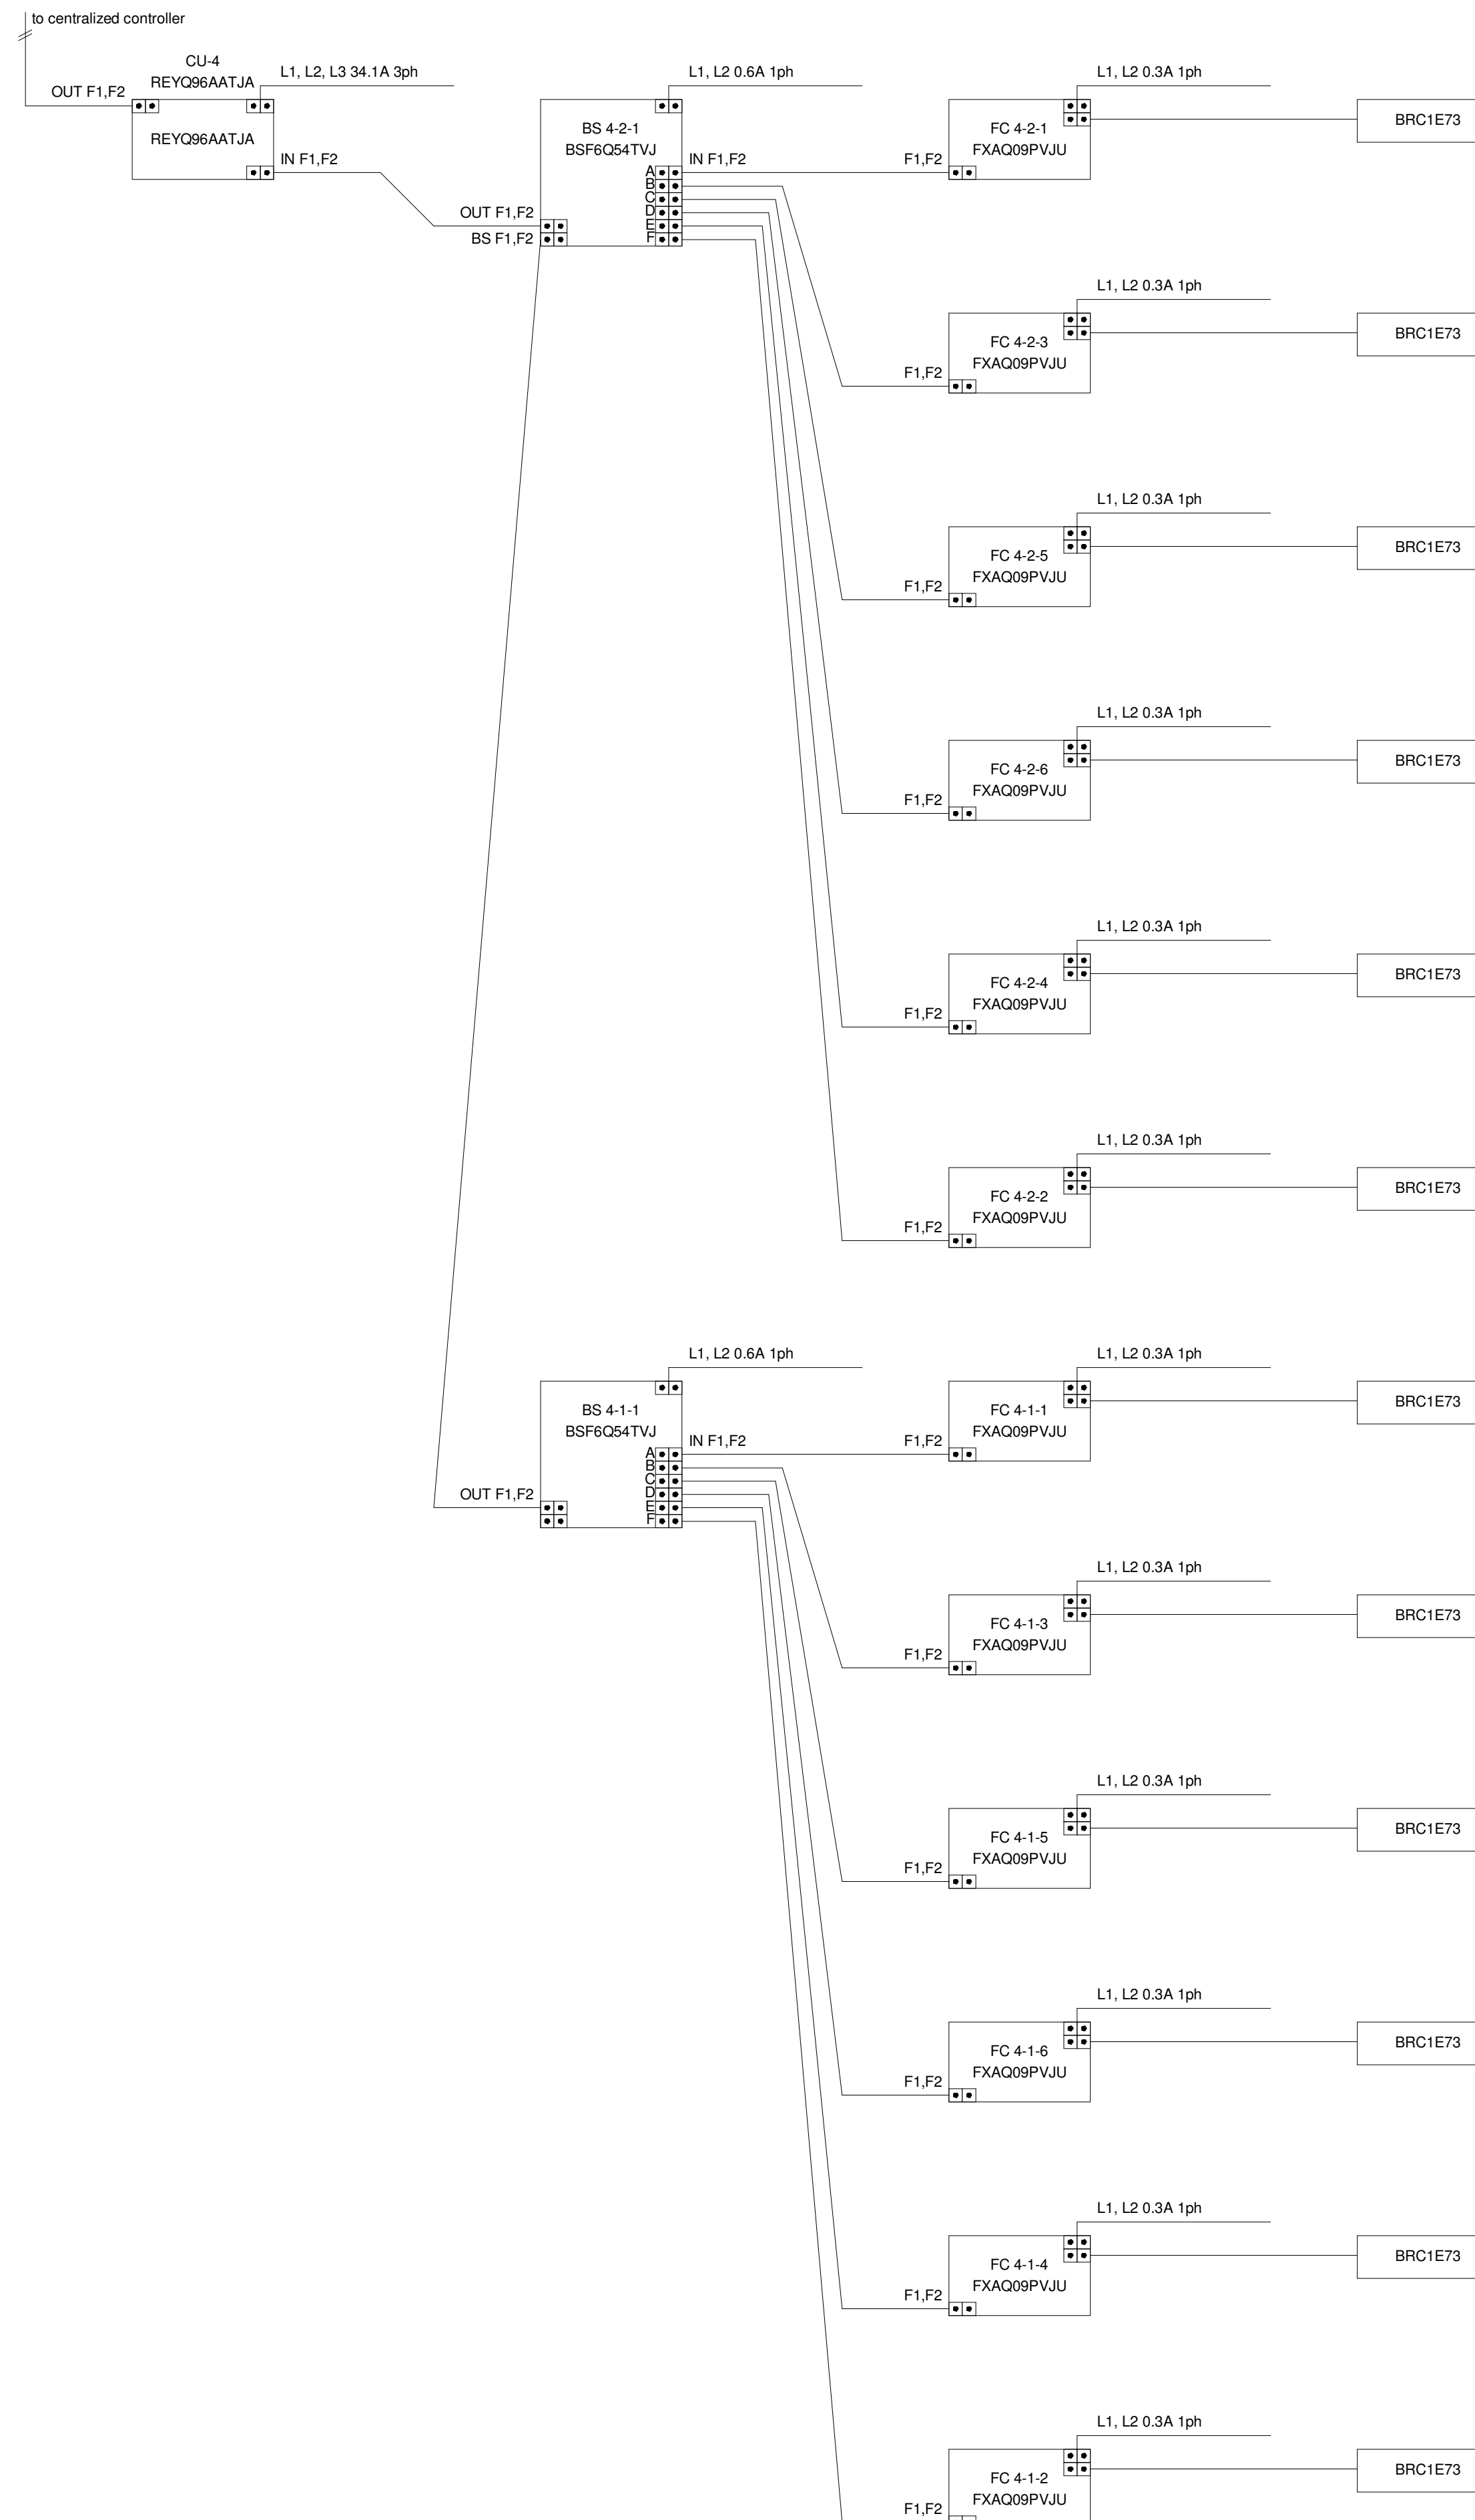 to centralized controller
CU-4
REYQ96AATJA
L1, L2, L3 34.1A 3ph
OUT F1,F2
REYQ96AATJA
IN F1,F2
L1, L2 0.6A 1ph
BS 4-2-1
BSF6Q54TVJ
OUT F1,F2
BS F1,F2
A
B
C
D
E
F
IN F1,F2
L1, L2 0.3A 1ph
FC 4-2-1
FXAQ09PVJU
F1,F2
BRC1E73
L1, L2 0.3A 1ph
FC 4-2-3
FXAQ09PVJU
F1,F2
BRC1E73
L1, L2 0.3A 1ph
FC 4-2-5
FXAQ09PVJU
F1,F2
BRC1E73
L1, L2 0.3A 1ph
FC 4-2-6
FXAQ09PVJU
F1,F2
BRC1E73
L1, L2 0.3A 1ph
FC 4-2-4
FXAQ09PVJU
F1,F2
BRC1E73
L1, L2 0.3A 1ph
FC 4-2-2
FXAQ09PVJU
F1,F2
BRC1E73
L1, L2 0.6A 1ph
BS 4-1-1
BSF6Q54TVJ
OUT F1,F2
A
B
C
D
E
F
IN F1,F2
L1, L2 0.3A 1ph
FC 4-1-1
FXAQ09PVJU
F1,F2
BRC1E73
L1, L2 0.3A 1ph
FC 4-1-3
FXAQ09PVJU
F1,F2
BRC1E73
L1, L2 0.3A 1ph
FC 4-1-5
FXAQ09PVJU
F1,F2
BRC1E73
L1, L2 0.3A 1ph
FC 4-1-6
FXAQ09PVJU
F1,F2
BRC1E73
L1, L2 0.3A 1ph
FC 4-1-4
FXAQ09PVJU
F1,F2
BRC1E73
L1, L2 0.3A 1ph
FC 4-1-2
FXAQ09PVJU
F1,F2
BRC1E73